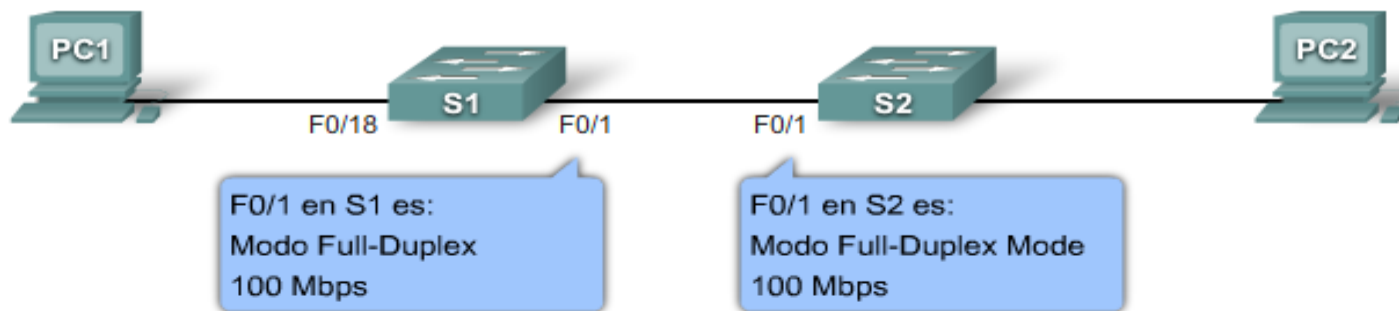 PC1
S1
S2
PC2
F0/18
F0/1
F0/1
F0/1 en S1 es:
Modo Full-Duplex
100 Mbps
F0/1 en S2 es:
Modo Full-Duplex Mode
100 Mbps